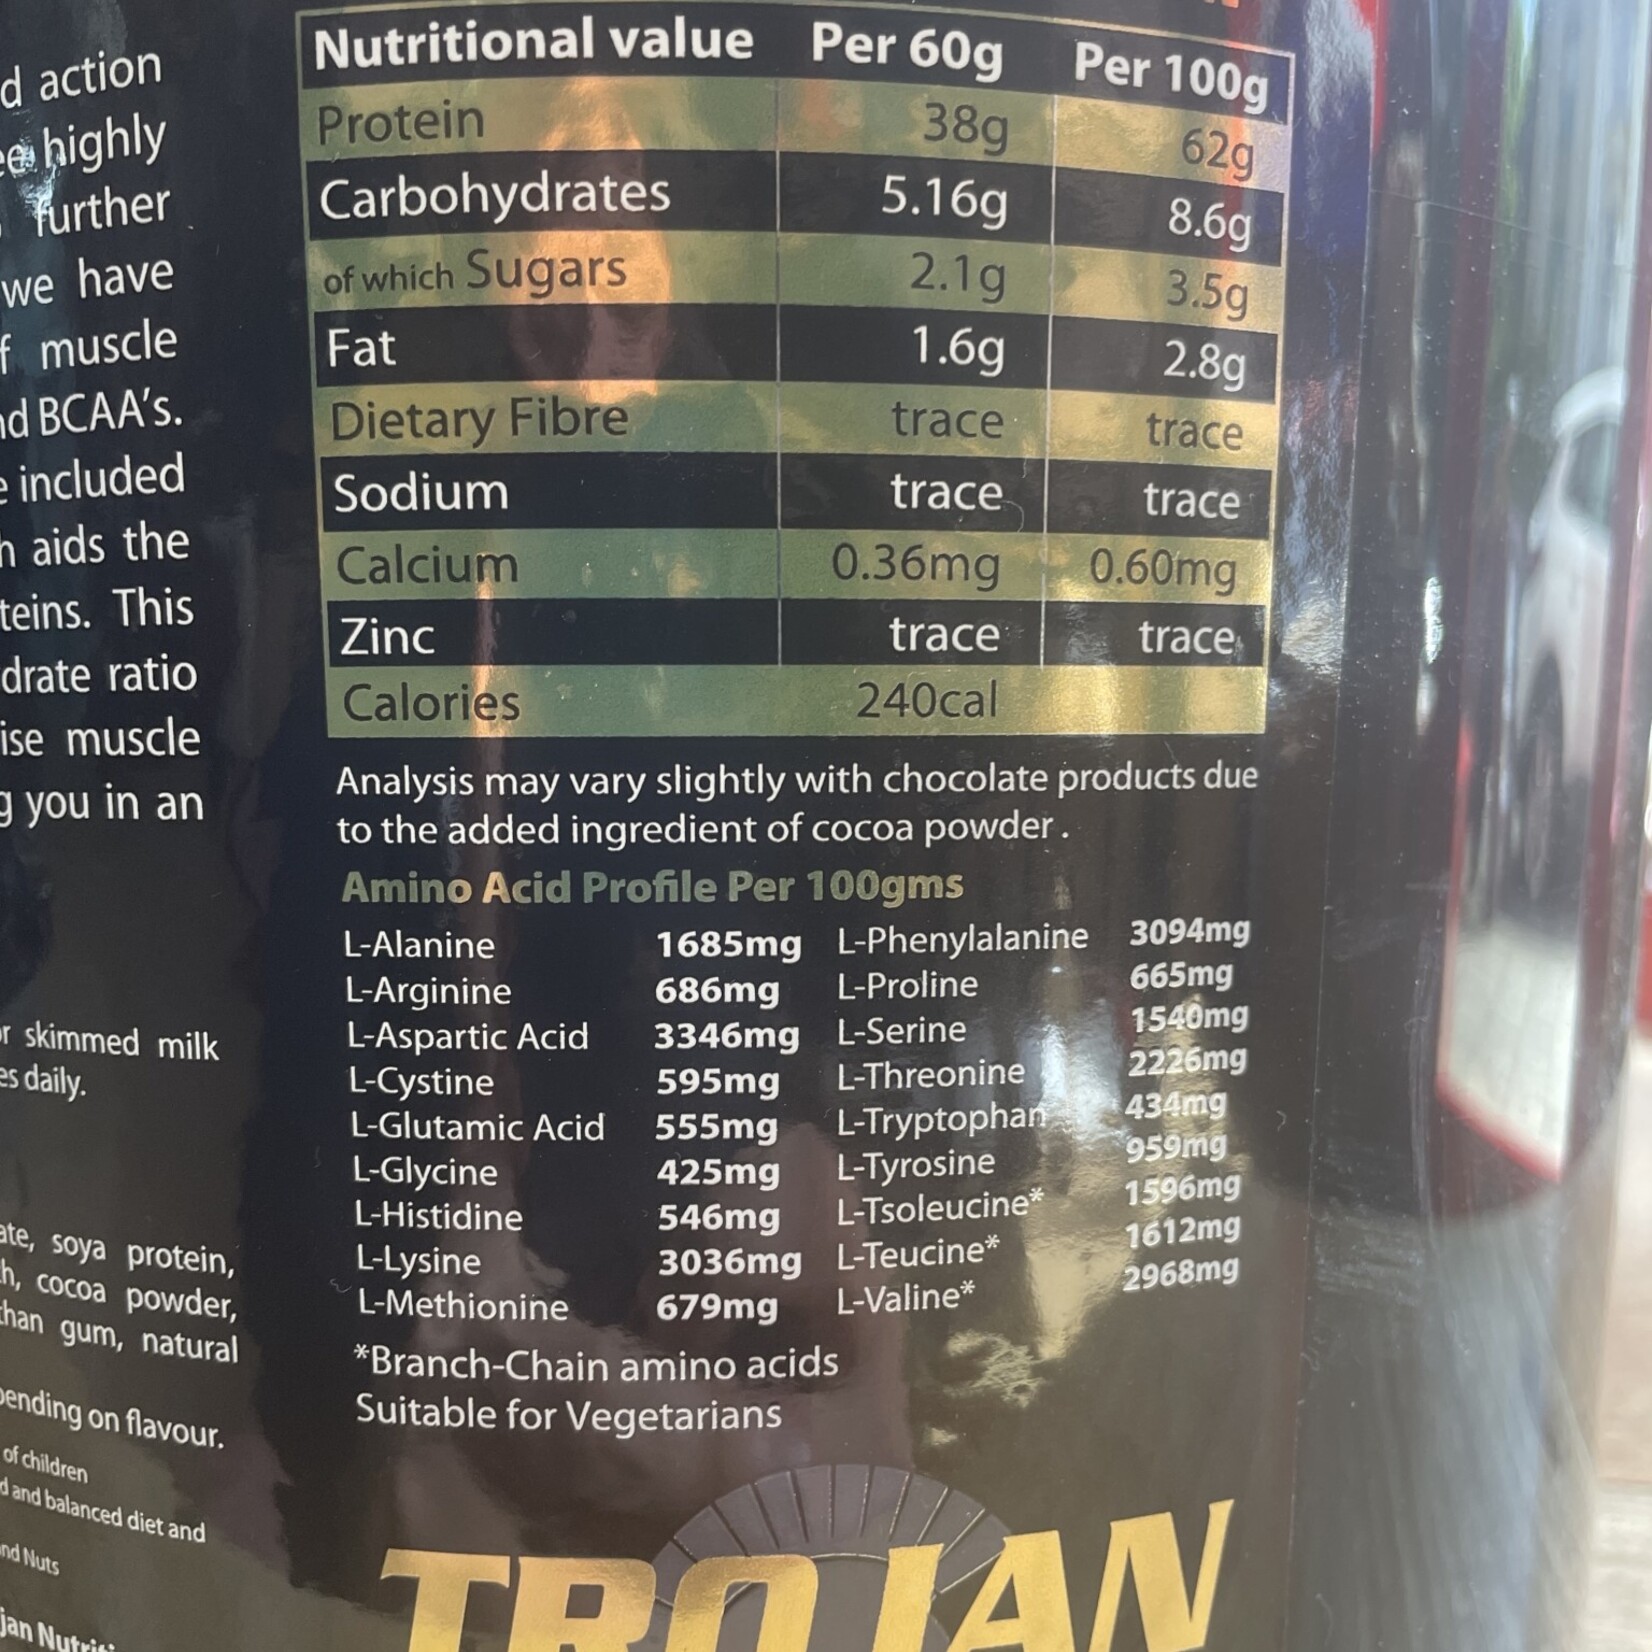 d action
highly
further
we have
f muscle
nd BCAA's.
e included
h aids the
teins. This
drate ratio
ise muscle
g you in an
r skimmed milk
es daily.
ate, soya protein,
h, cocoa powder,
than gum, natural
pending on flavour.
of children
d and balanced diet and
nd Nuts
jan Nutriti
Nutritional value Per 60g Per 100g
Protein 38g 62g
Carbohydrates 5.16g 8.6g
of which Sugars 2.1g 3.5g
Fat 1.6g 2.8g
Dietary Fibre trace trace
Sodium trace trace
Calcium 0.36mg 0.60mg
Zinc trace trace
Calories 240cal
Analysis may vary slightly with chocolate products due
to the added ingredient of cocoa powder.
Amino Acid Profile Per 100gms
L-Alanine 1685mg L-Phenylalanine 3094mg
L-Arginine 686mg L-Proline 665mg
L-Aspartic Acid 3346mg L-Serine 1540mg
L-Cystine 595mg L-Threonine 2226mg
L-Glutamic Acid 555mg L-Tryptophan 434mg
L-Glycine 425mg L-Tyrosine 959mg
L-Histidine 546mg L-Tsoleucine* 1596mg
L-Lysine 3036mg L-Teucine* 1612mg
L-Methionine 679mg L-Valine* 2968mg
*Branch-Chain amino acids
Suitable for Vegetarians
TROJAN